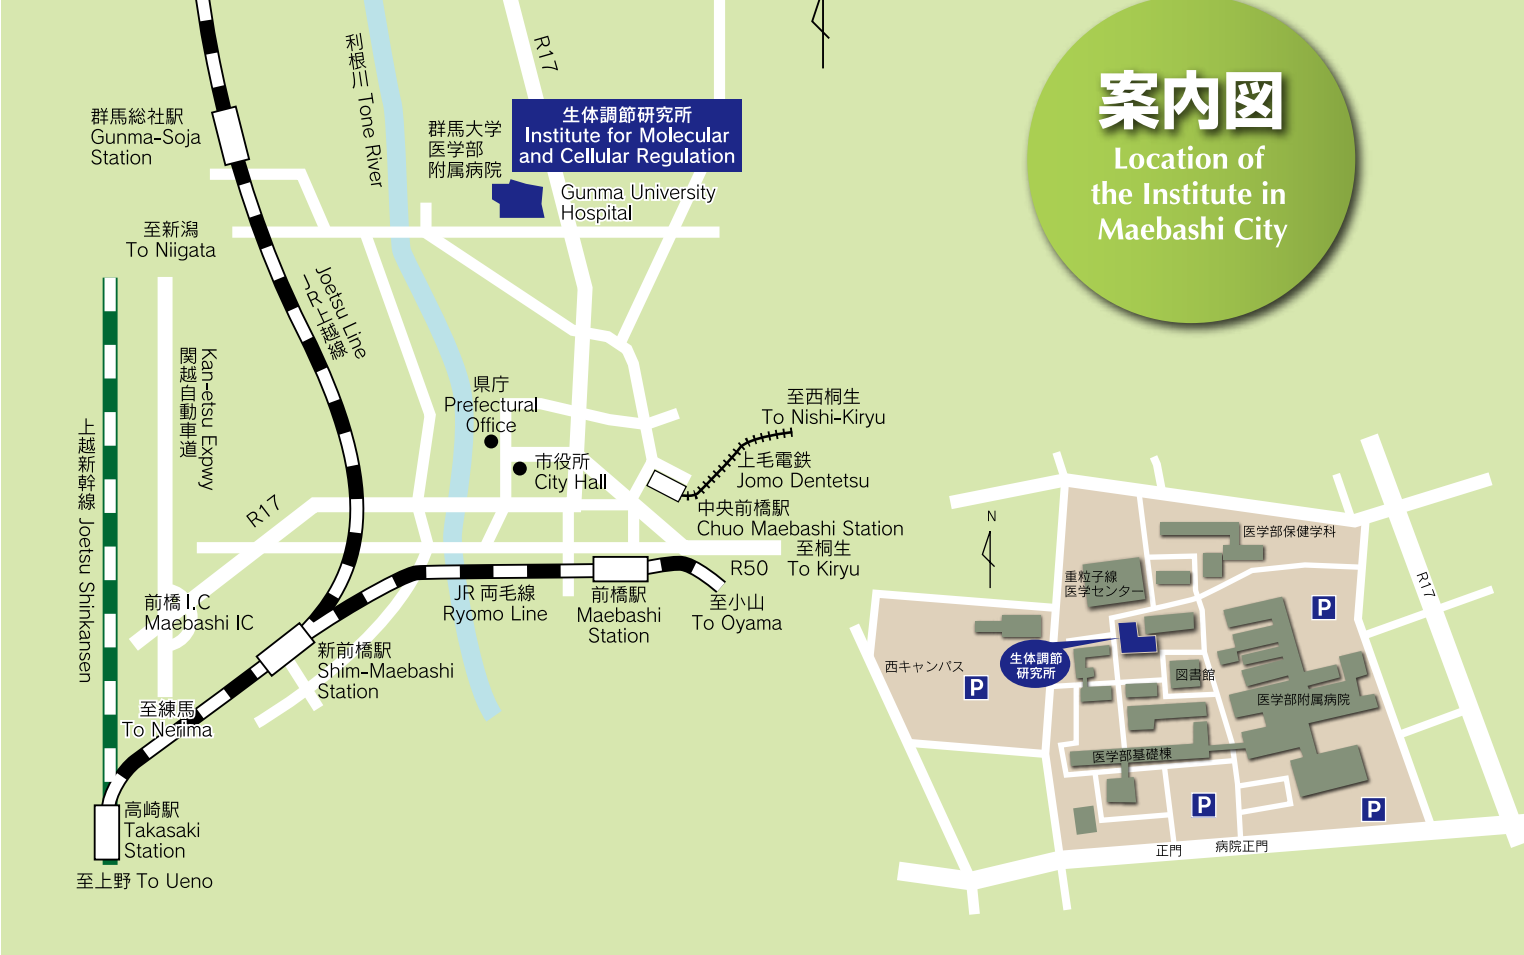 案内図
Location of
the Institute in
Maebashi City
利根川 Tone River
R17
群馬総社駅
Gunma-Soja
Station
群馬大学
医学部
附属病院
生体調節研究所
Institute for Molecular
and Cellular Regulation
Gunma University
Hospital
至新潟
To Niigata
Joetsu Line
JR上越線
Kan-etsu Expwy
関越自動車道
上越新幹線 Joetsu Shinkansen
県庁
Prefectural
Office
市役所
City Hall
至西桐生
To Nishi-Kiryu
上毛電鉄
Jomo Dentetsu
中央前橋駅
Chuo Maebashi Station
至桐生
To Kiryu
R50
R17
前橋I.C
Maebashi IC
JR両毛線
Ryomo Line
前橋駅
Maebashi
Station
至小山
To Oyama
新前橋駅
Shim-Maebashi
Station
至練馬
To Nerima
高崎駅
Takasaki
Station
至上野 To Ueno
N
医学部保健学科
重粒子線
医学センター
R17
P
生体調節
研究所
西キャンパス
P
図書館
医学部附属病院
医学部基礎棟
P
P
正門
病院正門